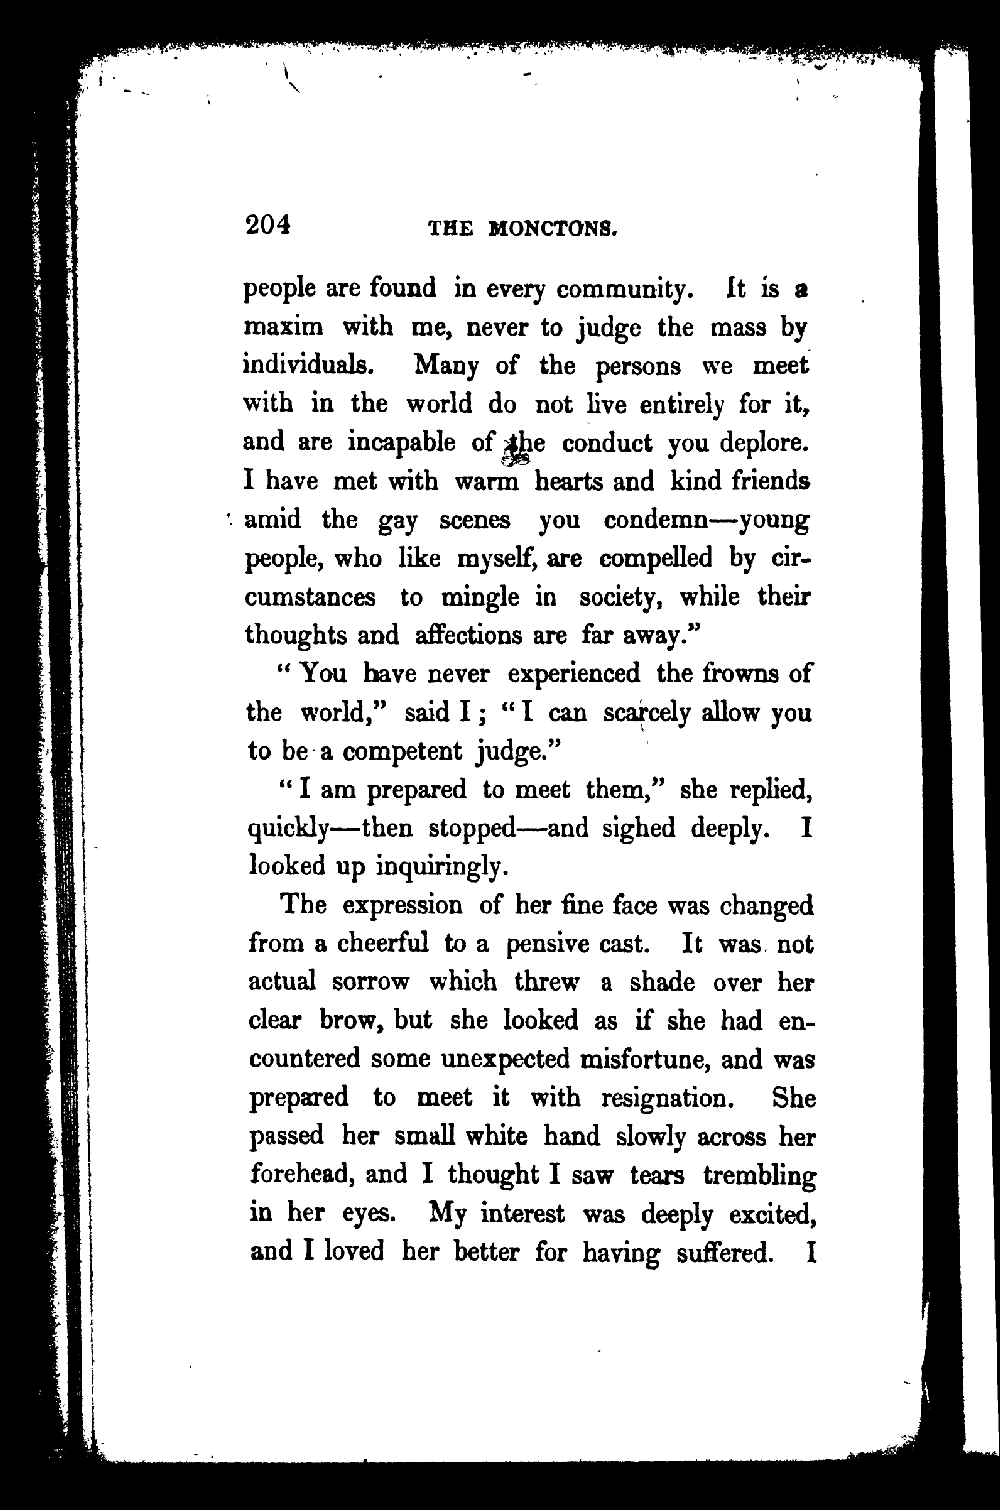 204 THE MONCTONS.
people are found in every community. It is a
maxim with me, never to judge the mass by
individuals. Many of the persons we meet
with in the world do not live entirely for it,
and are incapable of the conduct you deplore.
I have met with warm hearts and kind friends
amid the gay scenes you condemn—young
people, who like myself, are compelled by cir-
cumstances to mingle in society, while their
thoughts and affections are far away.”
“ You have never experienced the frowns of
the world,” said I ; “ I can scarcely allow you
to be a competent judge.”
“ I am prepared to meet them,” she replied,
quickly—then stopped—and sighed deeply. I
looked up inquiringly.
The expression of her fine face was changed
from a cheerful to a pensive cast. It was not
actual sorrow which threw a shade over her
clear brow, but she looked as if she had en-
countered some unexpected misfortune, and was
prepared to meet it with resignation. She
passed her small white hand slowly across her
forehead, and I thought I saw tears trembling
in her eyes. My interest was deeply excited,
and I loved her better for having suffered. I